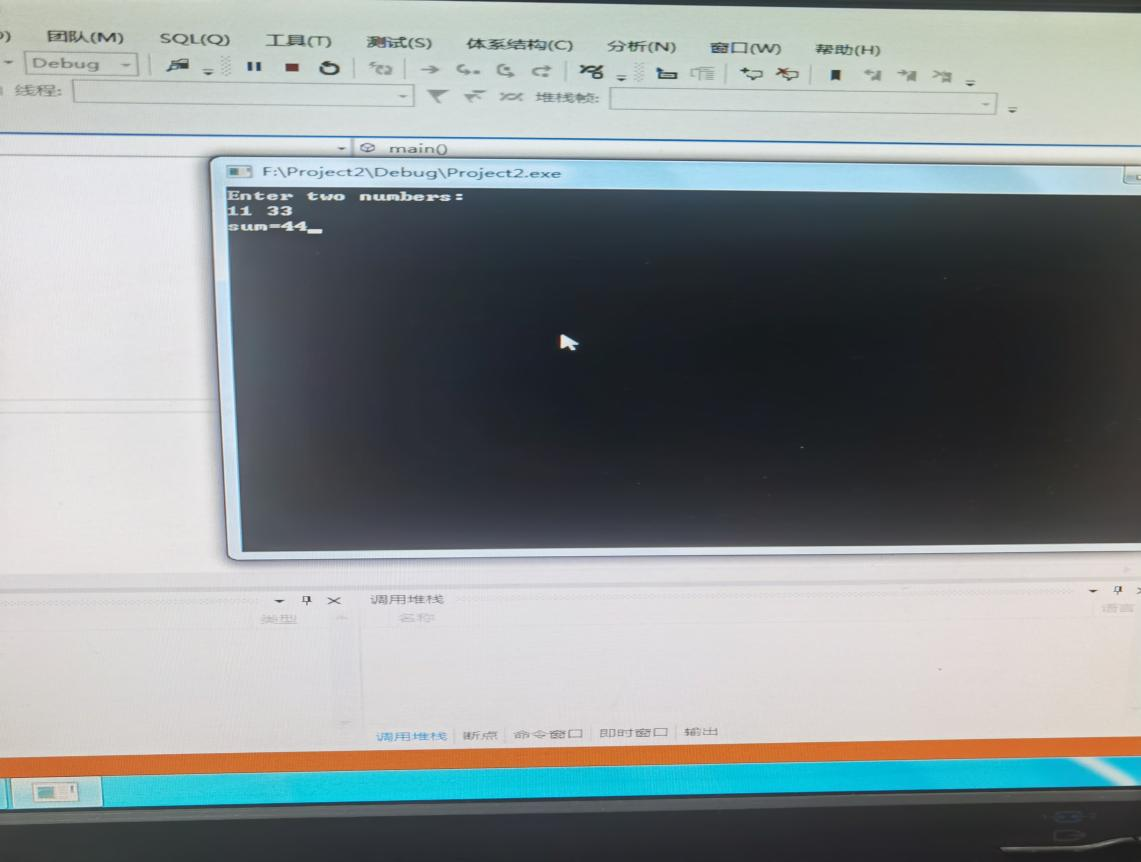 团队(M) SQL(Q) 工具(T) 测试(S) 体系结构(C) 分析(N) 窗口(W) 帮助(H)
Debug
线程: 堆栈帧:
main()
F:\Project2\Debug\Project2.exe
Enter two numbers:
11 33
sum=44_
调用堆栈
类型 名称 语言
调用堆栈 断点 命令窗口 即时窗口 输出